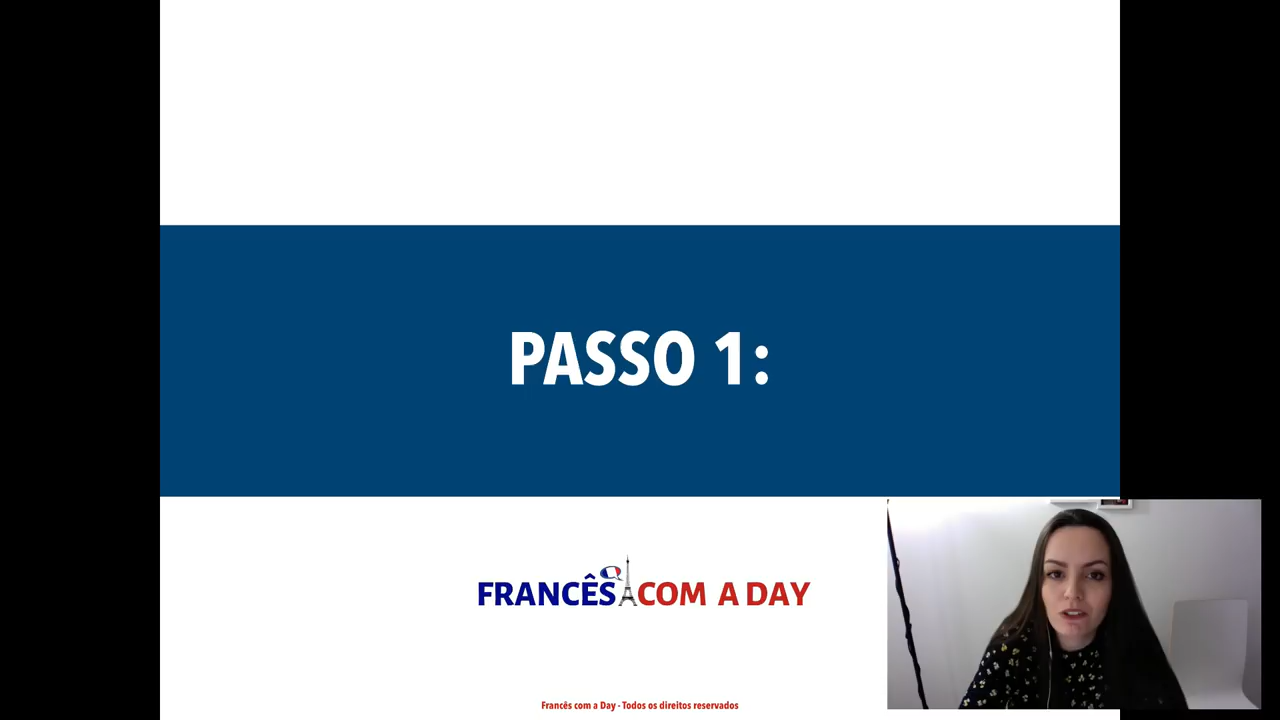 PASSO 1:
FRANCÊS COM A DAY
Francês com a Day - Todos os direitos reservados